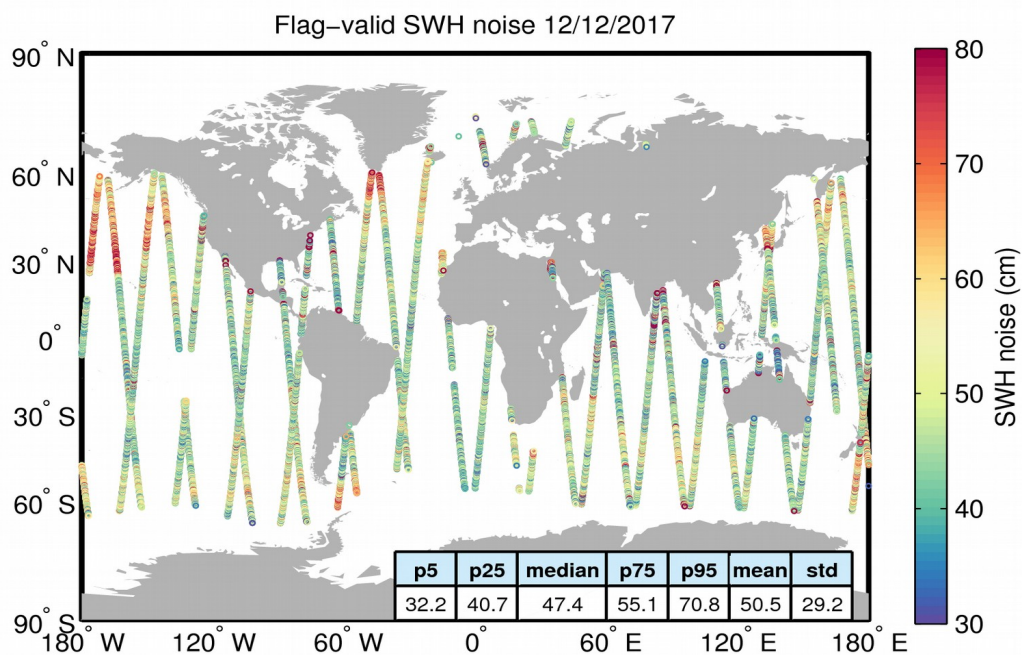 Flag−valid SWH noise 12/12/2017
90° N
60° N
30° N
0°
30° S
60° S
90° S
180° W
120° W
60° W
0°
60° E
120° E
180° E
80
70
60
50
40
30
SWH noise (cm)
p5 p25 median p75 p95 mean std
32.2 40.7 47.4 55.1 70.8 50.5 29.2